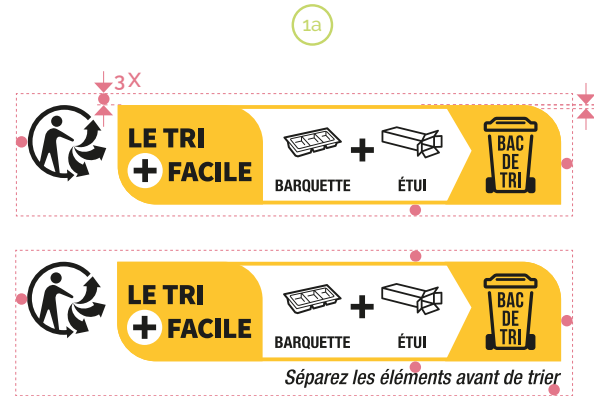 1a
3 X
LE TRI
+ FACILE
BARQUETTE + ÉTUI
BAC
DE
TRI
LE TRI
+ FACILE
BARQUETTE + ÉTUI
BAC
DE
TRI
Séparez les éléments avant de trier